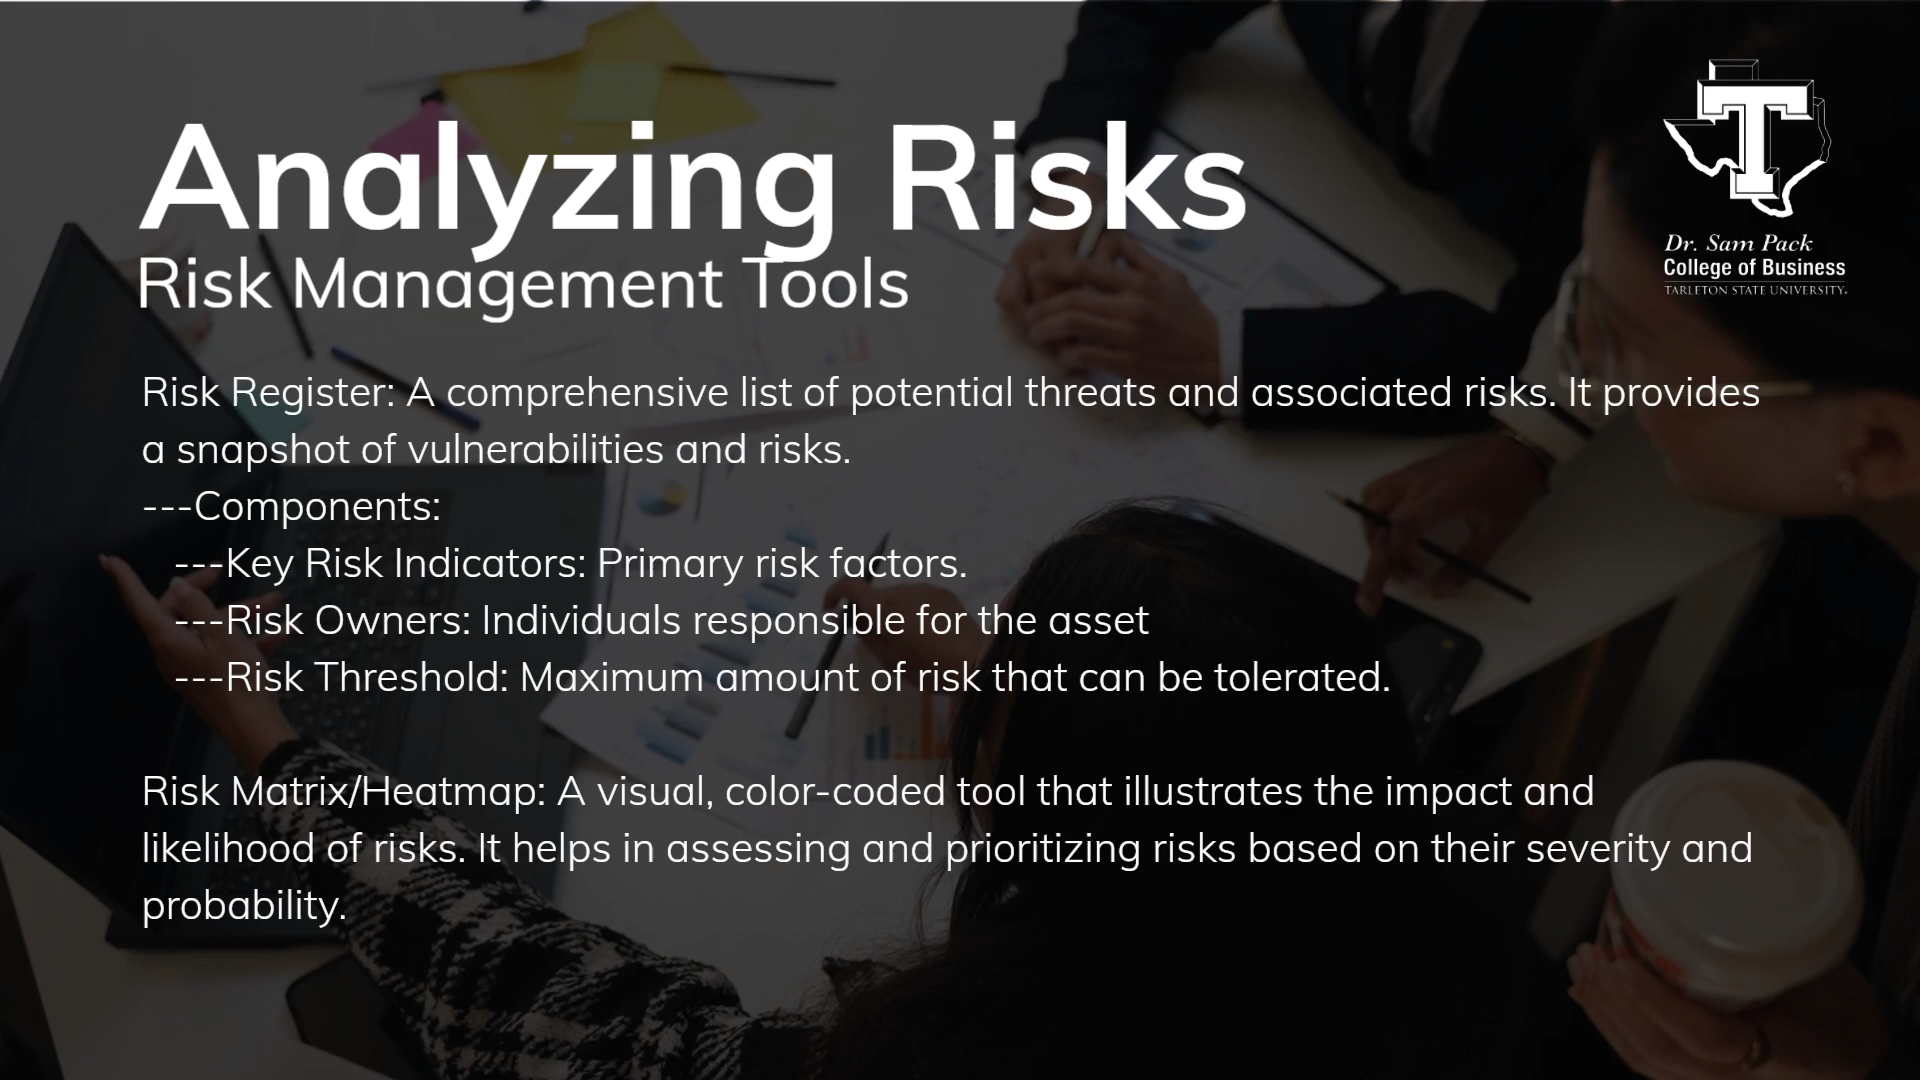 Analyzing Risks
Risk Management Tools
Dr. Sam Pack
College of Business
TARLETON STATE UNIVERSITY.
Risk Register: A comprehensive list of potential threats and associated risks. It provides
a snapshot of vulnerabilities and risks.
---Components:
---Key Risk Indicators: Primary risk factors.
---Risk Owners: Individuals responsible for the asset
---Risk Threshold: Maximum amount of risk that can be tolerated.
Risk Matrix/Heatmap: A visual, color-coded tool that illustrates the impact and
likelihood of risks. It helps in assessing and prioritizing risks based on their severity and
probability.